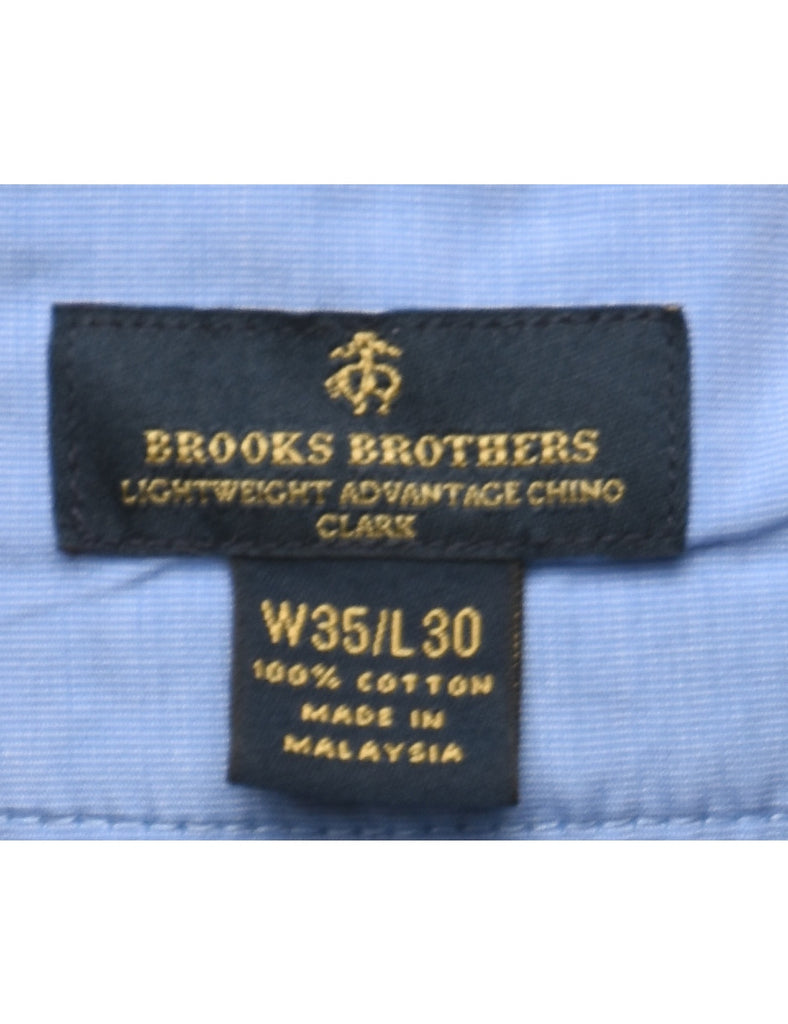 BROOKS BROTHERS
LIGHTWEIGHT ADVANTAGE CHINO
CLARK
W35/L30
100% COTTON
MADE IN
MALAYSIA